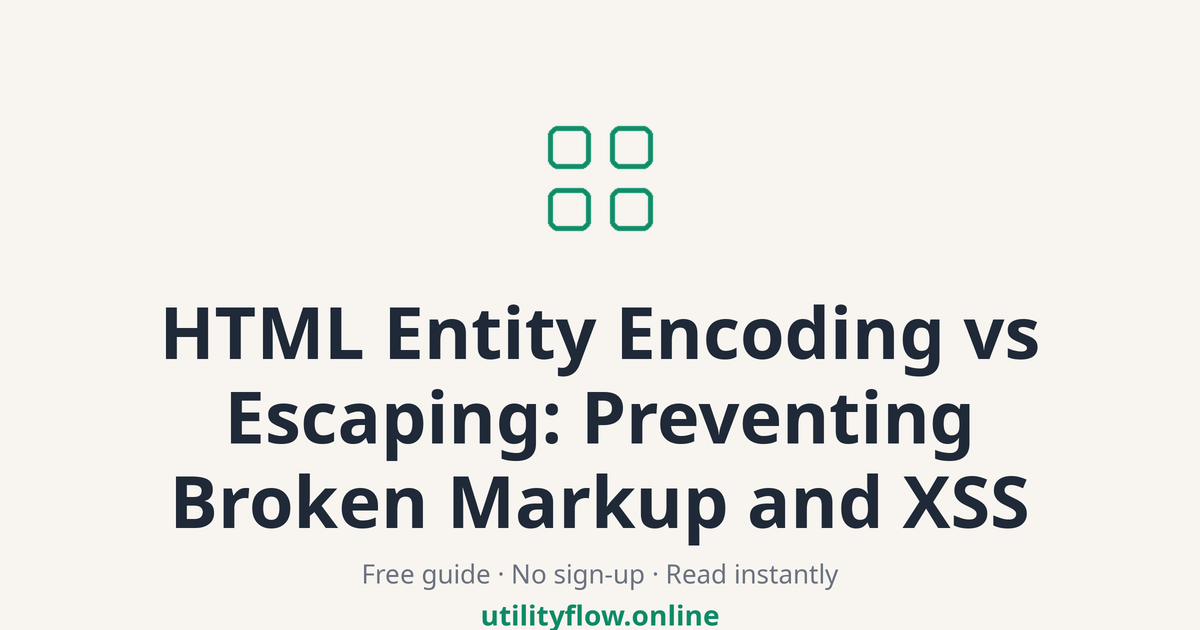 HTML Entity Encoding vs
Escaping: Preventing
Broken Markup and XSS
Free guide · No sign-up · Read instantly
utilityflow.online